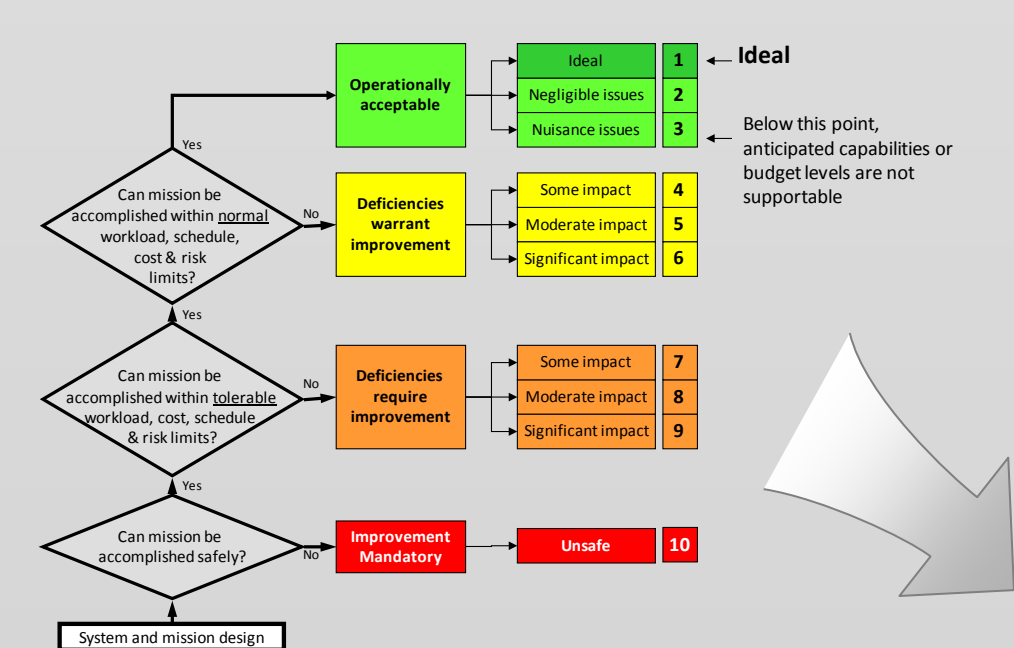 Operationally
acceptable
Ideal
1
Negligible issues
2
Nuisance issues
3
Ideal
Below this point,
anticipated capabilities or
budget levels are not
supportable
Yes
Can mission be
accomplished within normal
workload, schedule,
cost & risk
limits?
No
Deficiencies
warrant
improvement
Some impact
4
Moderate impact
5
Significant impact
6
Yes
Can mission be
accomplished within tolerable
workload, cost, schedule
& risk limits?
No
Deficiencies
require
improvement
Some impact
7
Moderate impact
8
Significant impact
9
Yes
Can mission be
accomplished safely?
No
Improvement
Mandatory
Unsafe
10
System and mission design